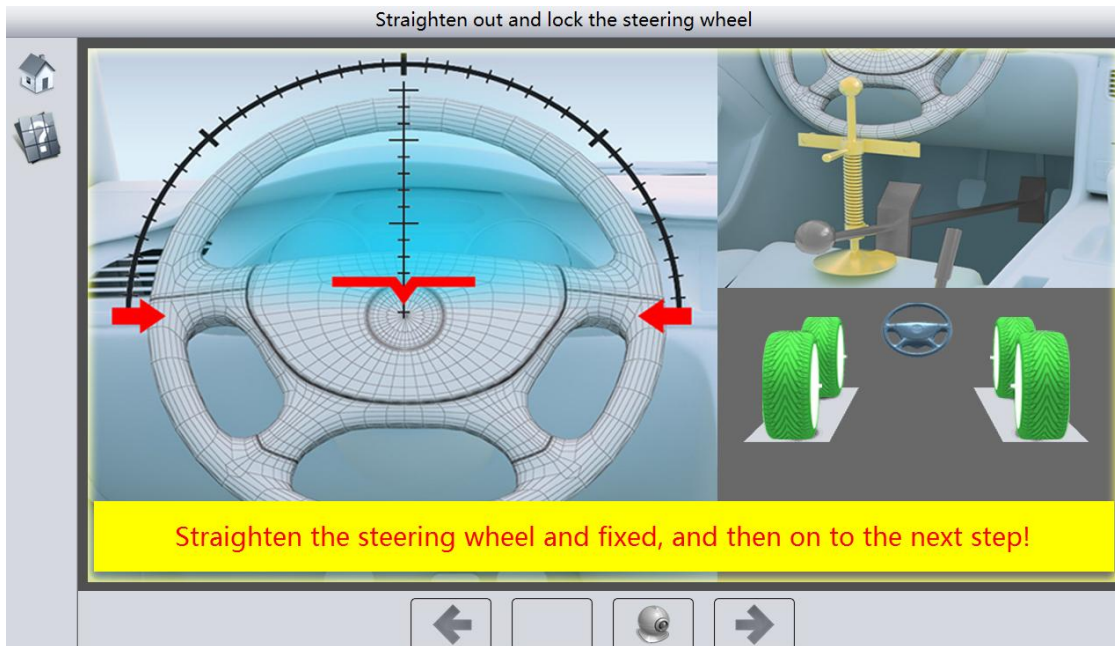 Straighten out and lock the steering wheel
Straighten the steering wheel and fixed, and then on to the next step!